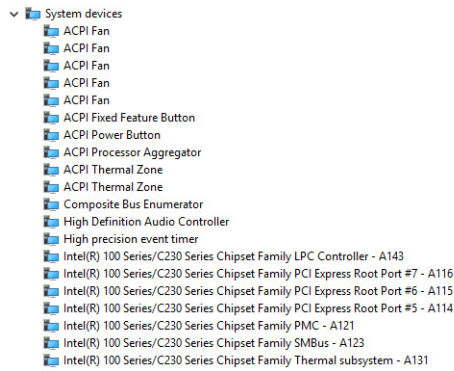 System devices
ACPI Fan
ACPI Fan
ACPI Fan
ACPI Fan
ACPI Fan
ACPI Fixed Feature Button
ACPI Power Button
ACPI Processor Aggregator
ACPI Thermal Zone
ACPI Thermal Zone
Composite Bus Enumerator
High Definition Audio Controller
High precision event timer
Intel(R) 100 Series/C230 Series Chipset Family LPC Controller - A143
Intel(R) 100 Series/C230 Series Chipset Family PCI Express Root Port #7 - A116
Intel(R) 100 Series/C230 Series Chipset Family PCI Express Root Port #6 - A115
Intel(R) 100 Series/C230 Series Chipset Family PCI Express Root Port #5 - A114
Intel(R) 100 Series/C230 Series Chipset Family PMC - A121
Intel(R) 100 Series/C230 Series Chipset Family SMBus - A123
Intel(R) 100 Series/C230 Series Chipset Family Thermal subsystem - A131